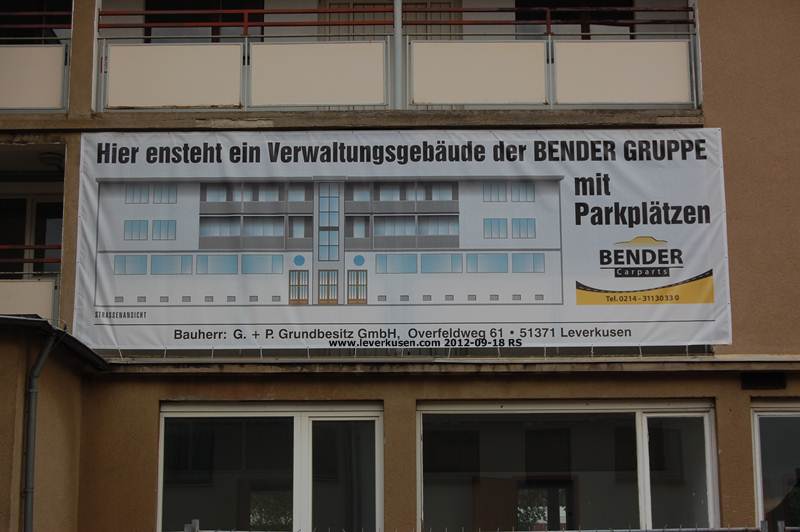 Hier ensteht ein Verwaltungsgebäude der BENDER GRUPPE
mit
Parkplätzen
BENDER
Carparts
Tel. 0214 - 3113033 0
STRASSENANSICHT
Bauherr: G. + P. Grundbesitz GmbH, Overfeldweg 61 • 51371 Leverkusen
www.leverkusen.com 2012-09-18 RS